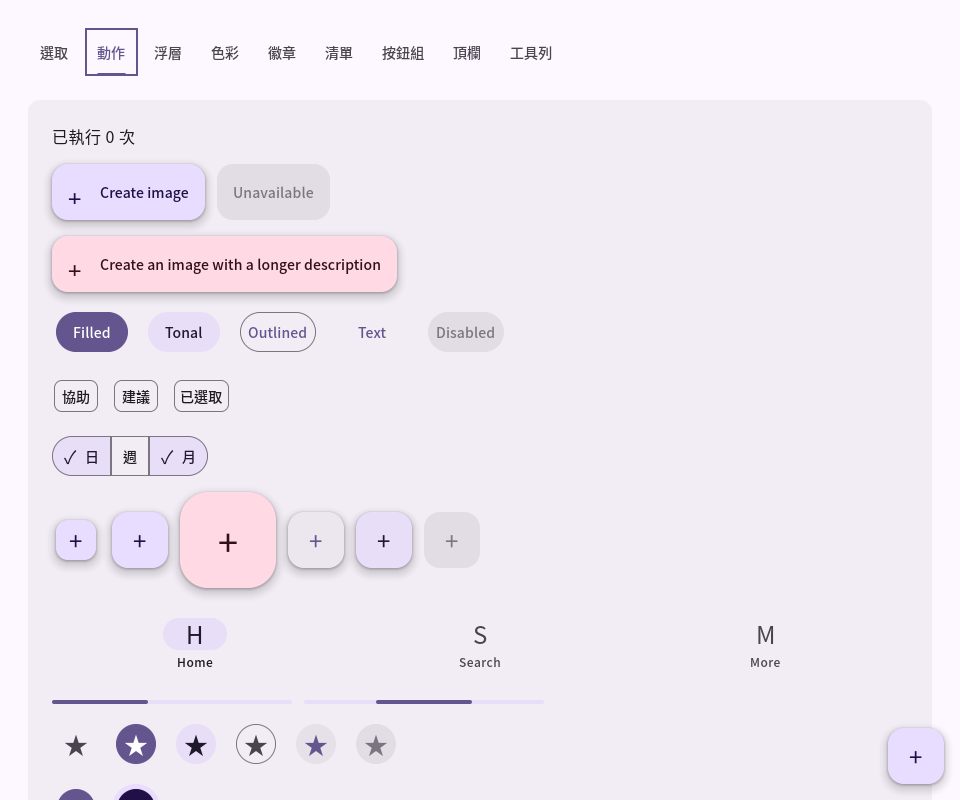 選取 動作 浮層 色彩 徽章 清單 按鈕組 頂欄 工具列
已執行 0 次
+ Create image Unavailable
+ Create an image with a longer description
Filled Tonal Outlined Text Disabled
協助 建議 已選取
✓ 日 週 ✓ 月
+ + + + + +
H S M
Home Search More
★ ★ ★ ★ ★ ★
+